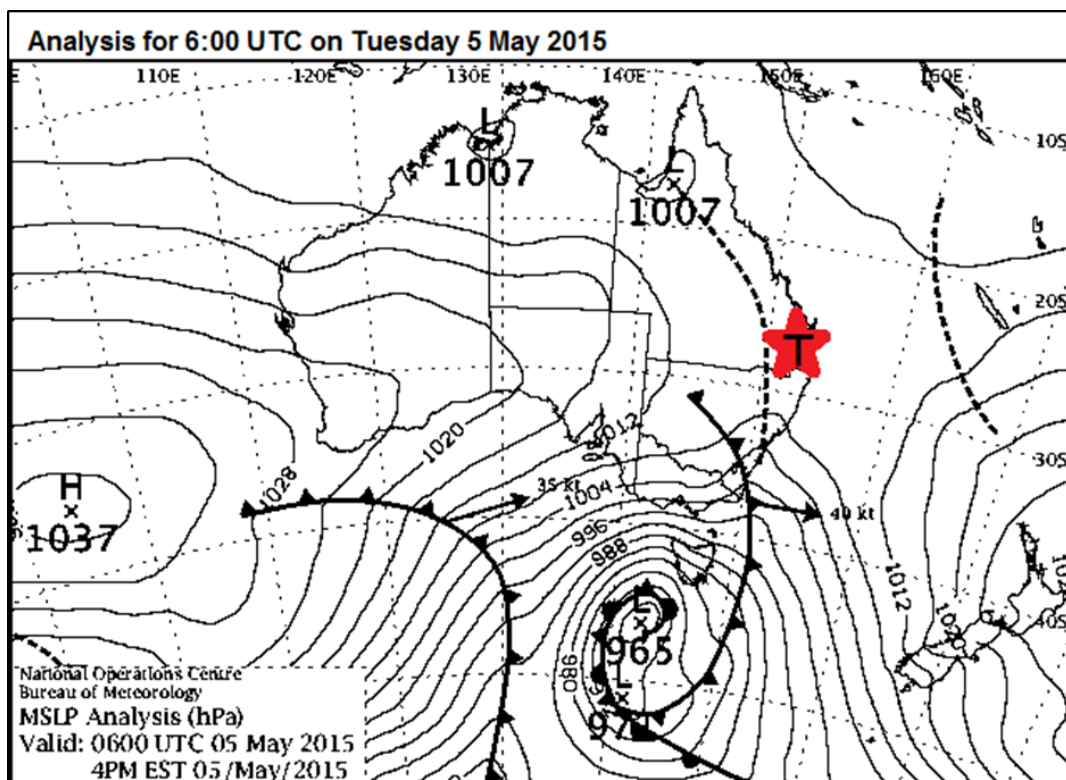 Analysis for 6:00 UTC on Tuesday 5 May 2015
E 110E 120E 130E 140E 150E 160E
10S
L
1007
L
1007
20S
T
1012
1020
30S
1028
35 kt
1004
H
1037
996
40 kt
988
1012
L
965
1020
40S
980
L
National Operations Centre
Bureau of Meteorology
MSLP Analysis (hPa)
Valid: 0600 UTC 05 May 2015
4PM EST 05/May/2015